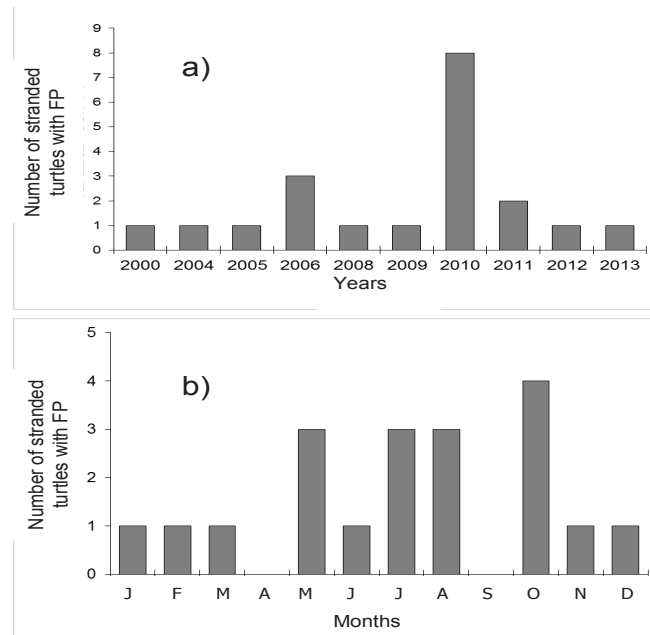 Number of stranded
turtles with FP
a)
9
8
7
6
5
4
3
2
1
0
2000 2004 2005 2006 2008 2009 2010 2011 2012 2013
Years
Number of stranded
turtles with FP
b)
5
4
3
2
1
0
J F M A M J J A S O N D
Months